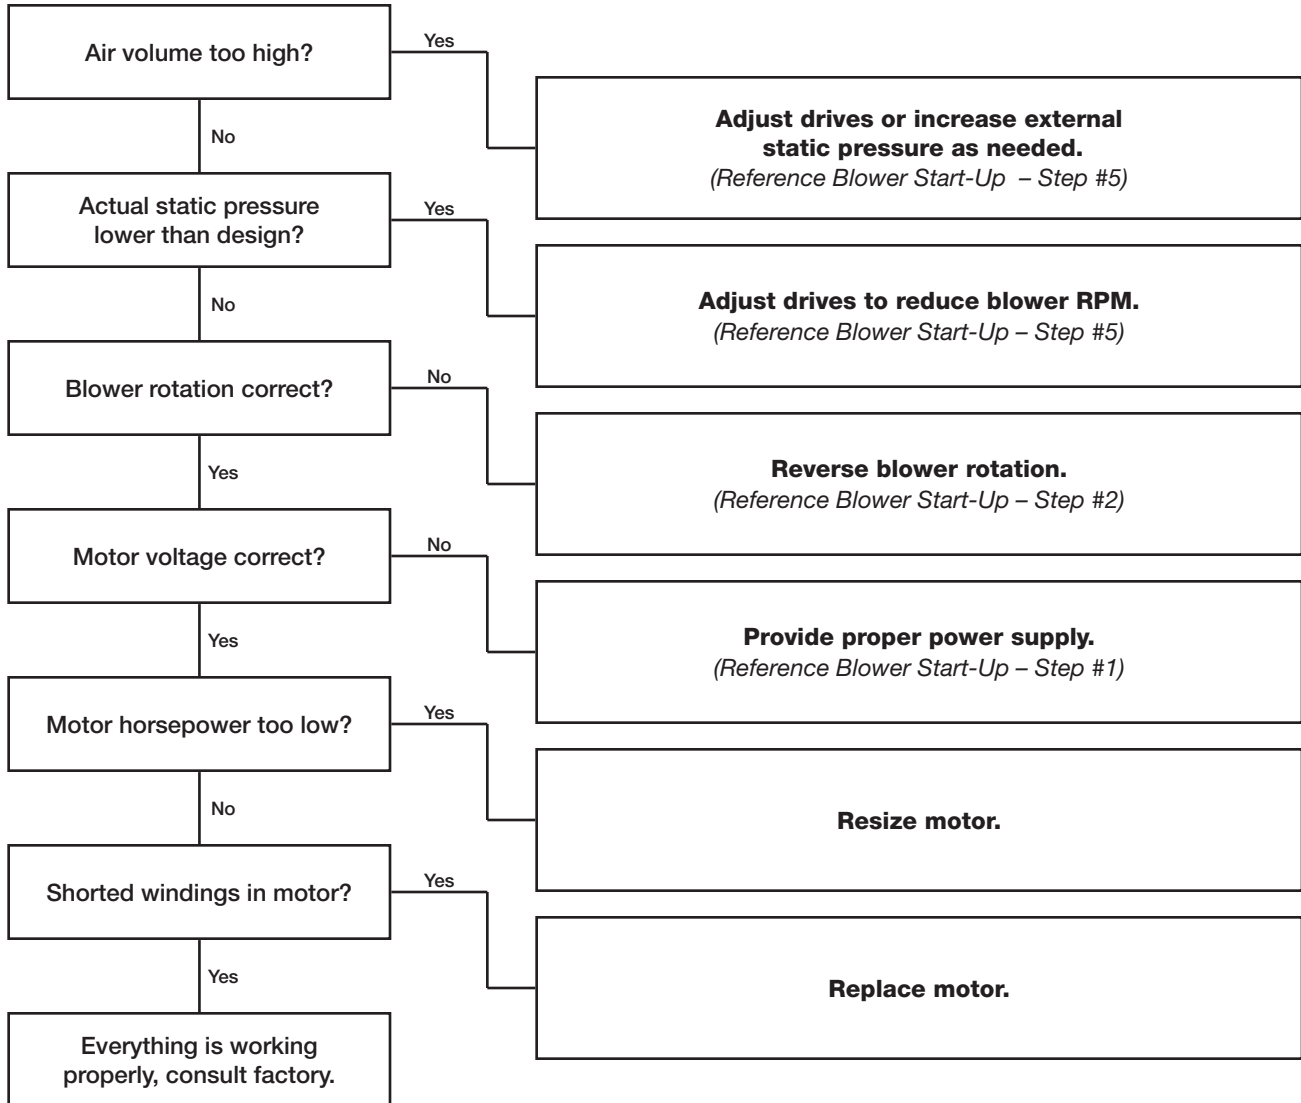 Air volume too high?
Yes
Adjust drives or increase external
static pressure as needed.
(Reference Blower Start-Up – Step #5)
No
Actual static pressure
lower than design?
Yes
Adjust drives to reduce blower RPM.
(Reference Blower Start-Up – Step #5)
No
Blower rotation correct?
No
Reverse blower rotation.
(Reference Blower Start-Up – Step #2)
Yes
Motor voltage correct?
No
Provide proper power supply.
(Reference Blower Start-Up – Step #1)
Yes
Motor horsepower too low?
Yes
Resize motor.
No
Shorted windings in motor?
Yes
Replace motor.
Yes
Everything is working
properly, consult factory.